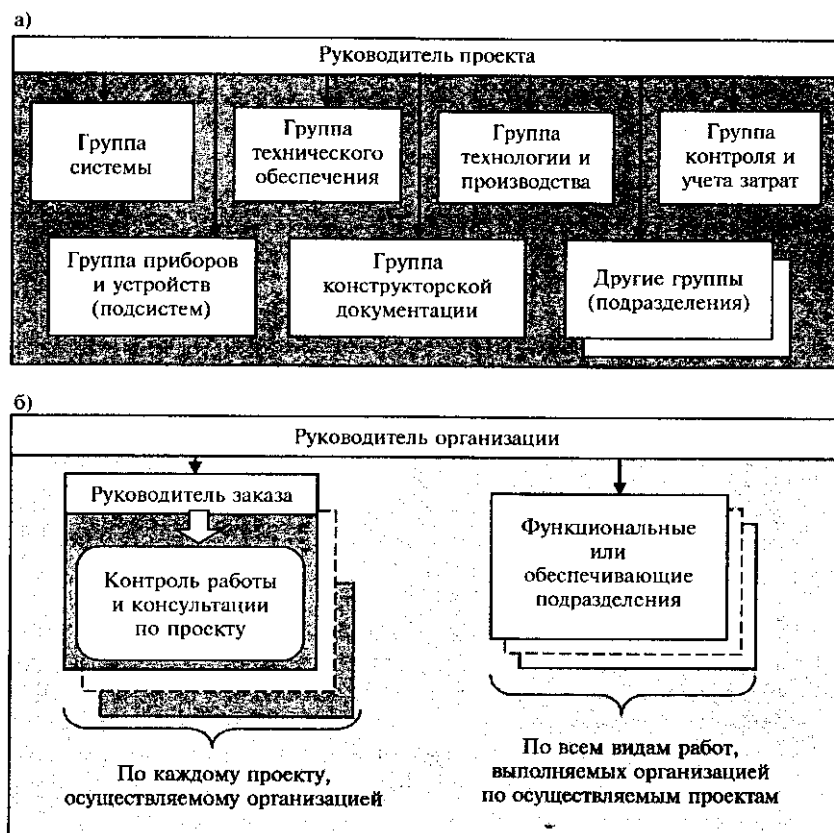 а)
Руководитель проекта
Группа
системы
Группа
технического
обеспечения
Группа
технологии и
производства
Группа
контроля и
учета затрат
Группа приборов
и устройств
(подсистем)
Группа
конструкторской
документации
Другие группы
(подразделения)
б)
Руководитель организации
Руководитель заказа
Контроль работы
и консультации
по проекту
Функциональные
или
обеспечивающие
подразделения
По каждому проекту,
осуществляемому организацией
По всем видам работ,
выполняемых организацией
по осуществляемым проектам